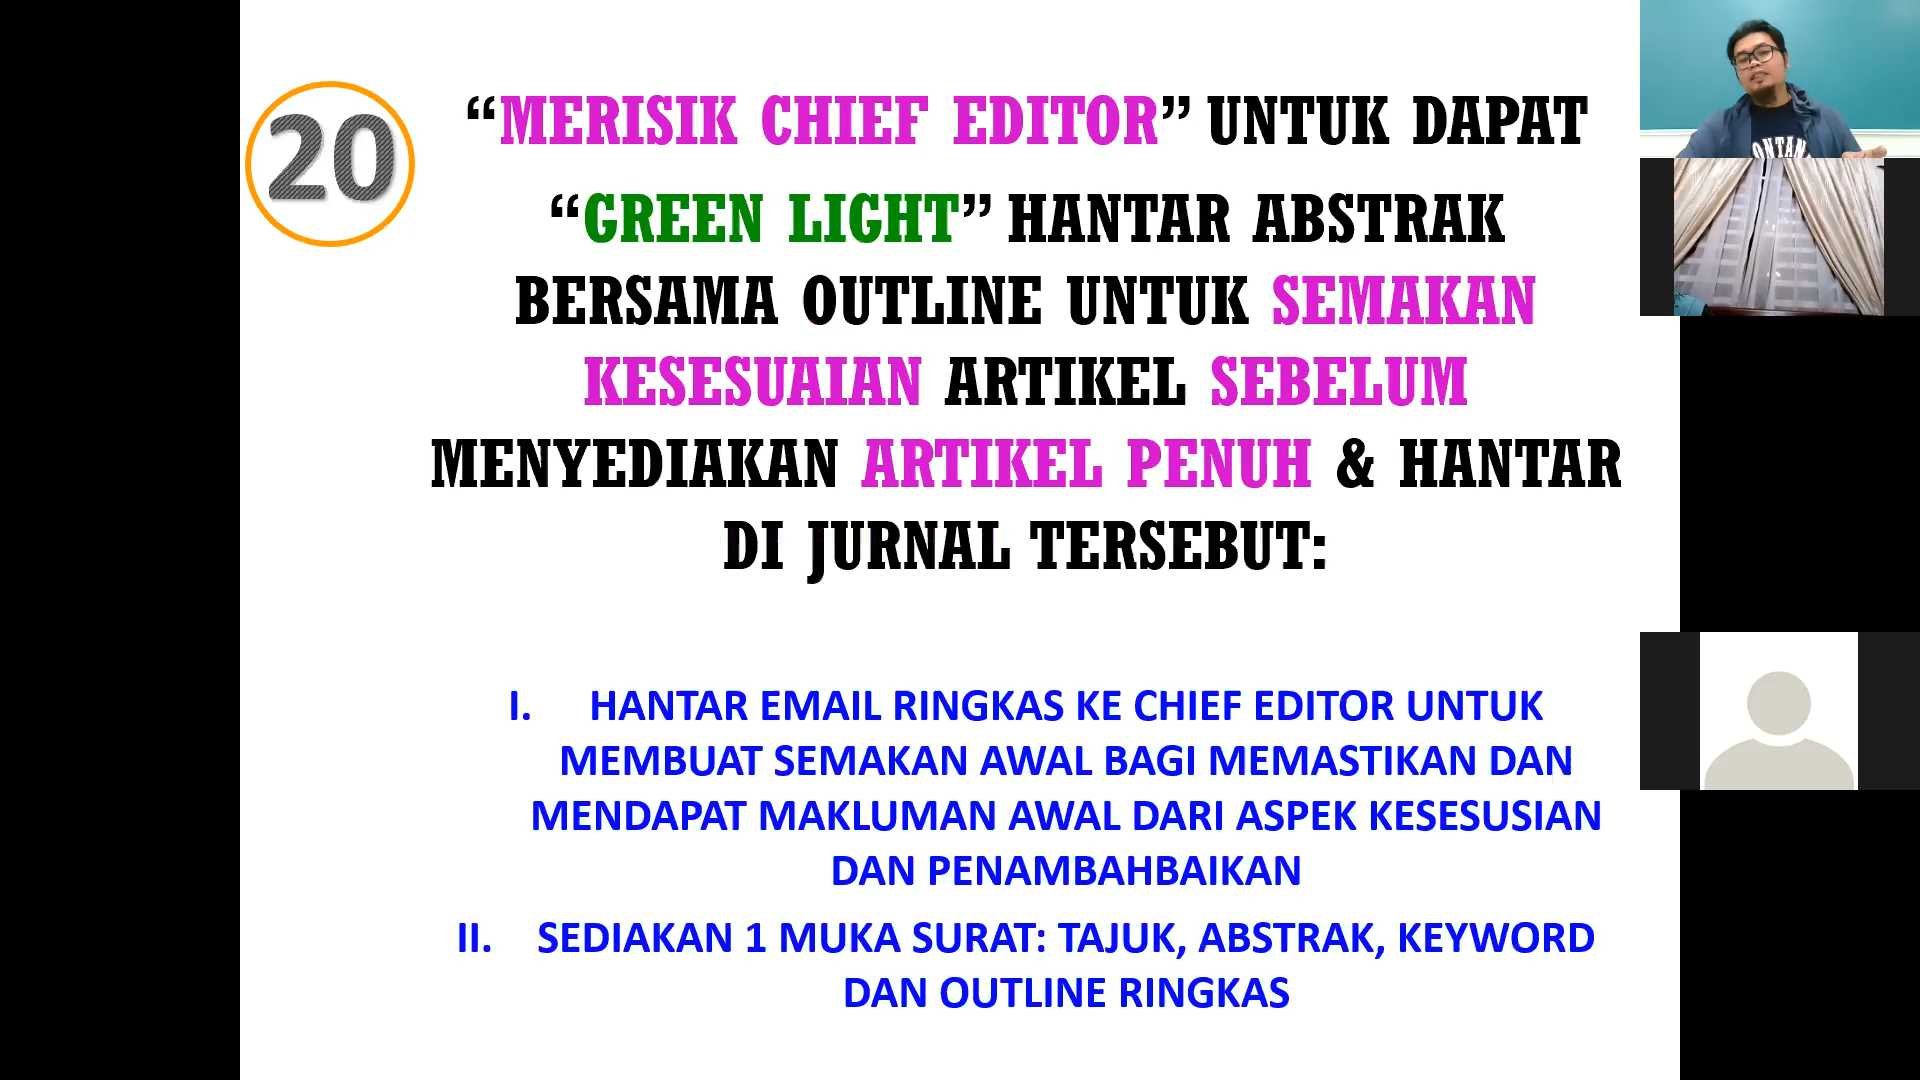 20
“MERISIK CHIEF EDITOR” UNTUK DAPAT
“GREEN LIGHT” HANTAR ABSTRAK
BERSAMA OUTLINE UNTUK SEMAKAN
KESESUAIAN ARTIKEL SEBELUM
MENYEDIAKAN ARTIKEL PENUH & HANTAR
DI JURNAL TERSEBUT:
I. HANTAR EMAIL RINGKAS KE CHIEF EDITOR UNTUK
MEMBUAT SEMAKAN AWAL BAGI MEMASTIKAN DAN
MENDAPAT MAKLUMAN AWAL DARI ASPEK KESESUSIAN
DAN PENAMBAHBAIKAN
II. SEDIAKAN 1 MUKA SURAT: TAJUK, ABSTRAK, KEYWORD
DAN OUTLINE RINGKAS